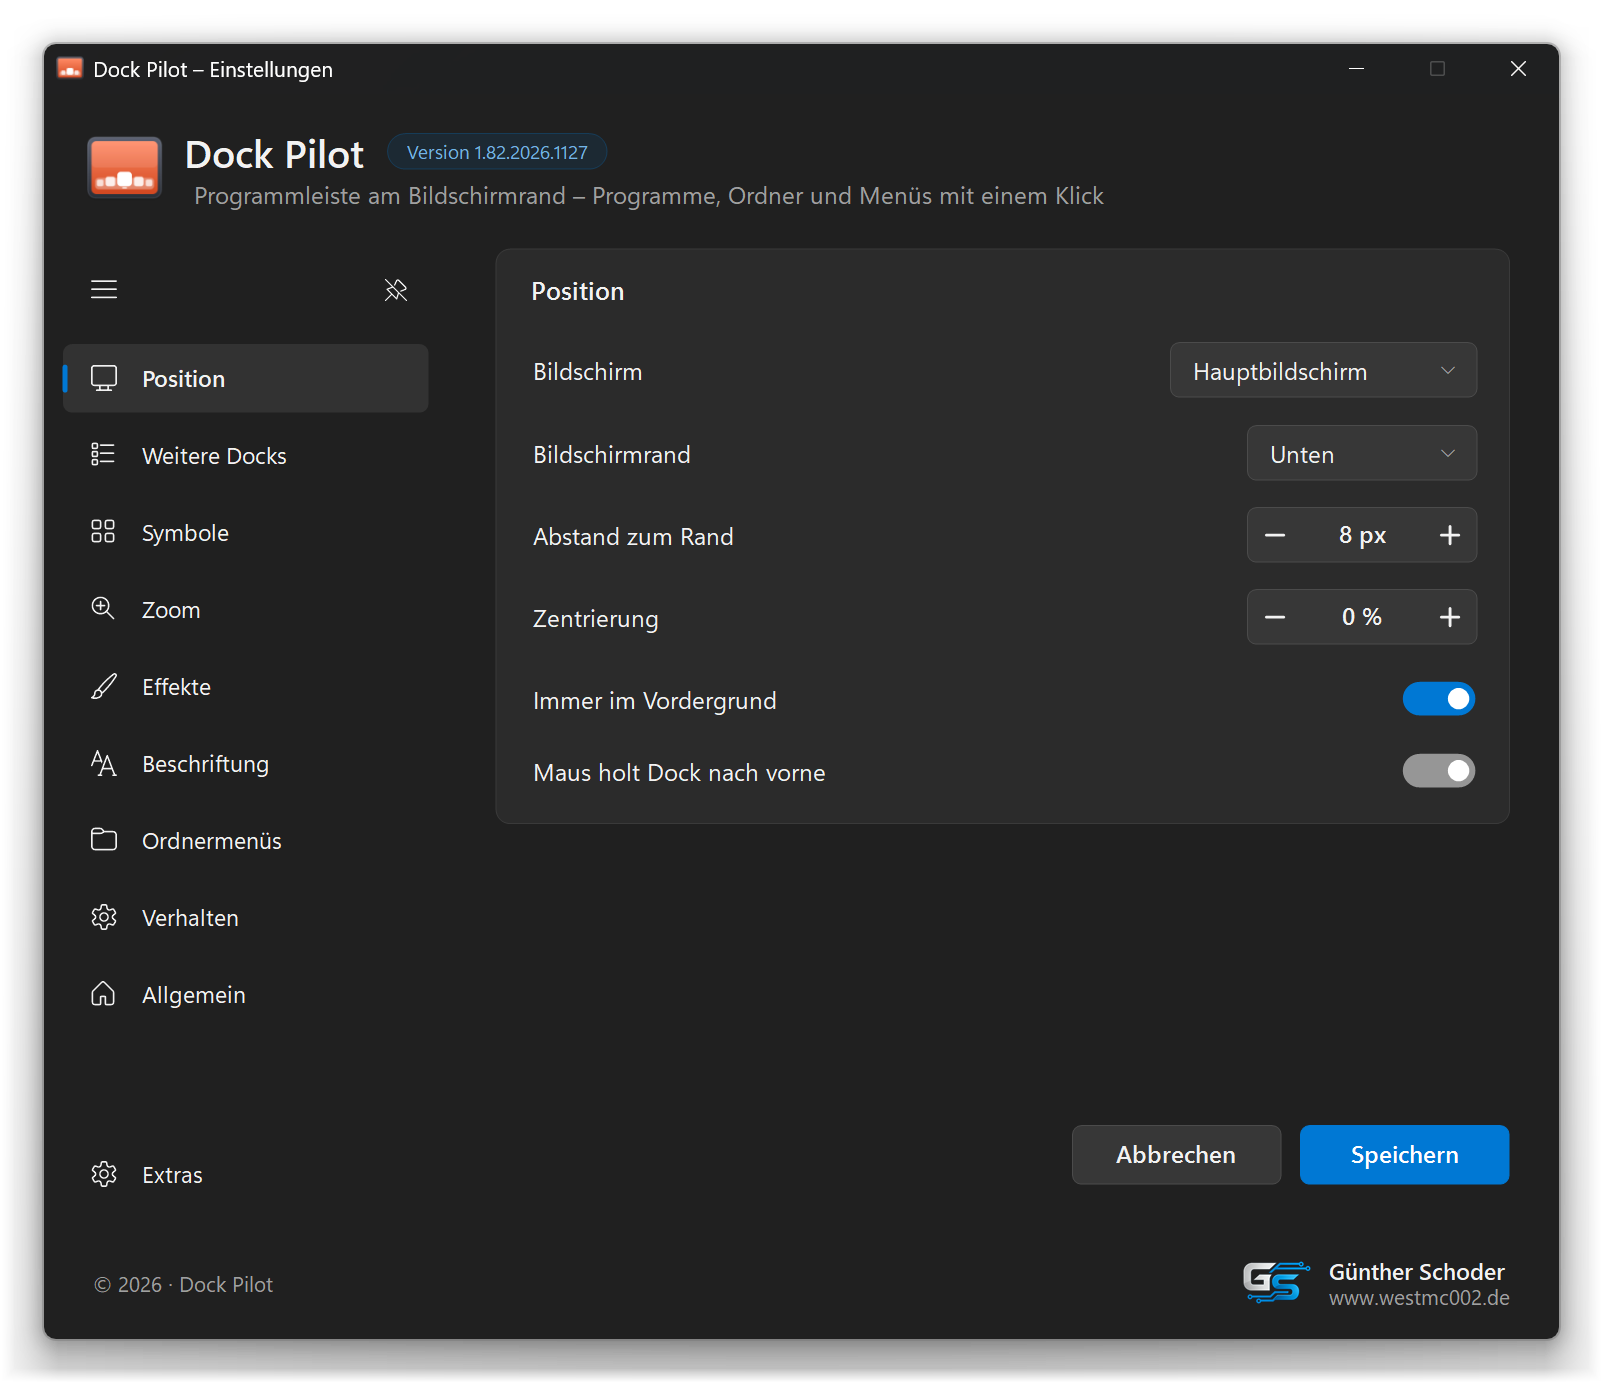 Dock Pilot – Einstellungen
Dock Pilot
Version 1.82.2026.1127
Programmleiste am Bildschirmrand – Programme, Ordner und Menüs mit einem Klick
Position
Weitere Docks
Symbole
Zoom
Effekte
Beschriftung
Ordnermenüs
Verhalten
Allgemein
Extras
Position
Bildschirm
Hauptbildschirm
Bildschirmrand
Unten
Abstand zum Rand
8 px
Zentrierung
0 %
Immer im Vordergrund
Maus holt Dock nach vorne
Abbrechen
Speichern
© 2026 · Dock Pilot
GS
Günther Schoder
www.westmc002.de